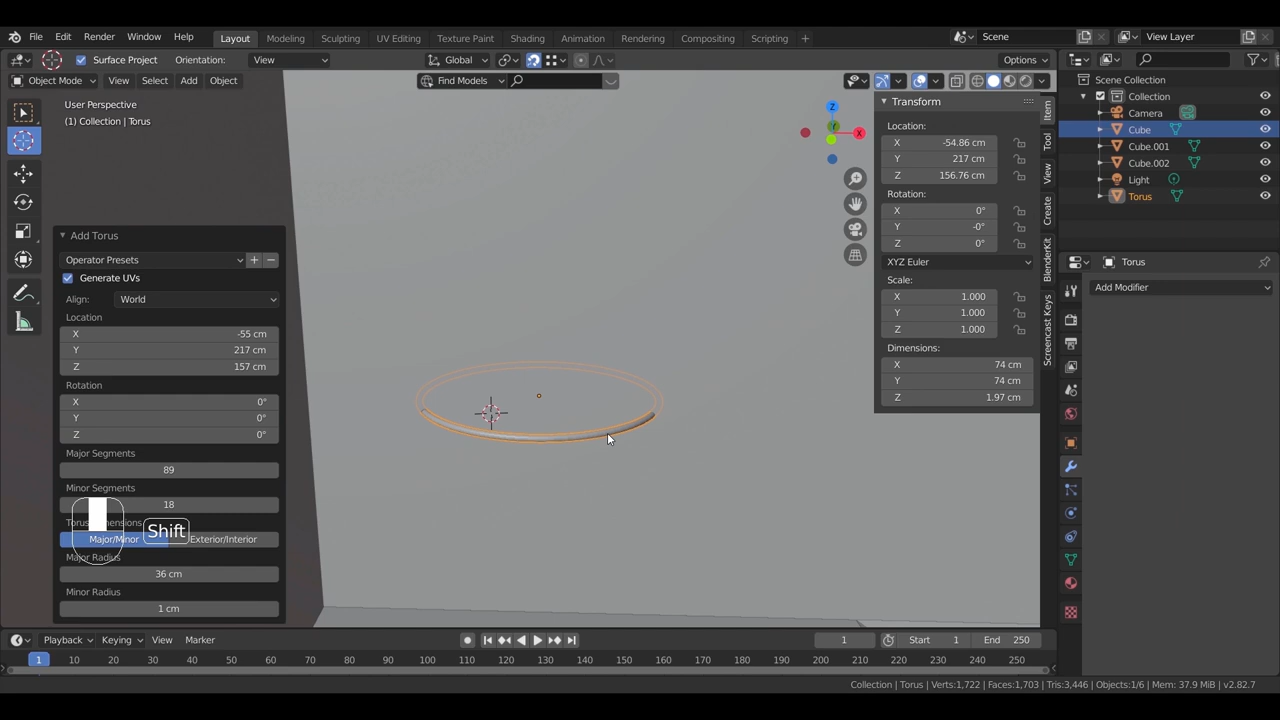 File Edit Render Window Help Layout Modeling Sculpting UV Editing Texture Paint Shading Animation Rendering Compositing Scripting + Scene View Layer
Surface Project Orientation: View Global Options
Object Mode View Select Add Object Find Models
User Perspective
(1) Collection | Torus
Add Torus
Operator Presets
Generate UVs
Align: World
Location
X -55 cm
Y 217 cm
Z 157 cm
Rotation
X 0°
Y 0°
Z 0°
Major Segments
89
Minor Segments
18
Major/Minor Exterior/Interior
Major Radius
36 cm
Minor Radius
1 cm
Shift
Z
X
Transform
Location:
X -54.86 cm
Y 217 cm
Z 156.76 cm
Rotation:
X 0°
Y -0°
Z 0°
XYZ Euler
Scale:
X 1.000
Y 1.000
Z 1.000
Dimensions:
X 74 cm
Y 74 cm
Z 1.97 cm
Item
Tool
View
Create
BlenderKit
Screencast Keys
Scene Collection
Collection
Camera
Cube
Cube.001
Cube.002
Light
Torus
Torus
Add Modifier
Playback Keying View Marker 1 Start 1 End 250
1 10 20 30 40 50 60 70 80 90 100 110 120 130 140 150 160 170 180 190 200 210 220 230 240 250
Collection | Torus | Verts:1,722 | Faces:1,703 | Tris:3,446 | Objects:1/6 | Mem: 37.9 MiB | v2.82.7